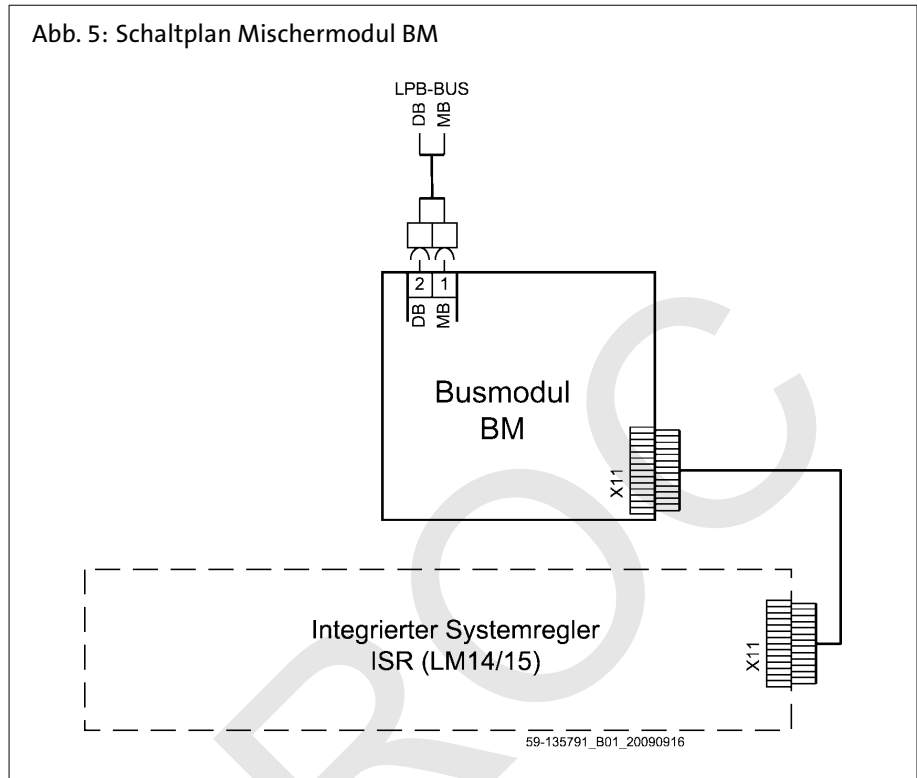 Abb. 5: Schaltplan Mischermodul BM
LPB-BUS
DB
MB
2
1
DB
MB
Busmodul
BM
X11
Integrierter Systemregler
ISR (LM14/15)
X11
59-135791_B01_20090916
ROC